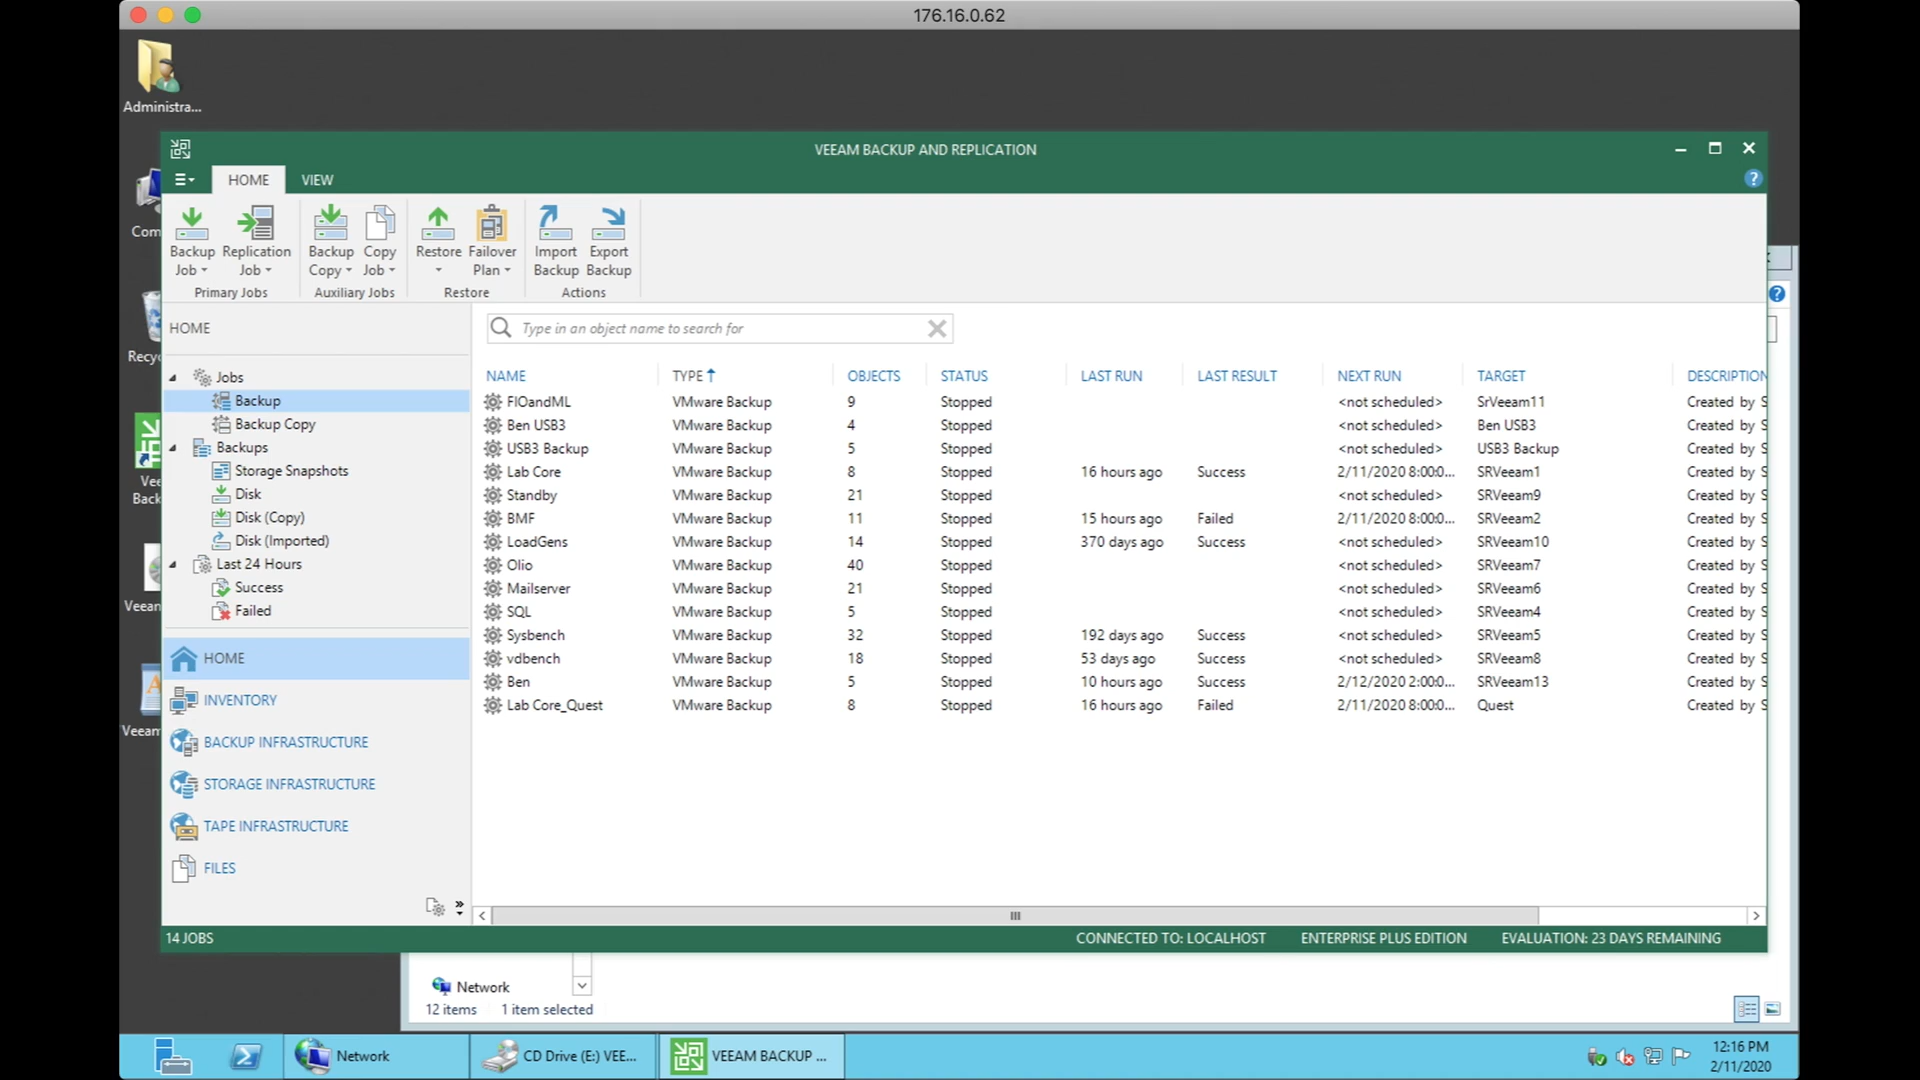 176.16.0.62
Administra...
VEEAM BACKUP AND REPLICATION
HOME VIEW
Backup Job
Replication Job
Backup Copy
Copy Job
Restore
Failover Plan
Import Backup
Export Backup
Primary Jobs
Auxiliary Jobs
Restore
Actions
Com
Recyc
Vee
Back
Veean
Veeam
HOME
Jobs
Backup
Backup Copy
Backups
Storage Snapshots
Disk
Disk (Copy)
Disk (Imported)
Last 24 Hours
Success
Failed
HOME
INVENTORY
BACKUP INFRASTRUCTURE
STORAGE INFRASTRUCTURE
TAPE INFRASTRUCTURE
FILES
Type in an object name to search for
NAME TYPE OBJECTS STATUS LAST RUN LAST RESULT NEXT RUN TARGET DESCRIPTION
FIOandML VMware Backup 9 Stopped <not scheduled> SrVeeam11 Created by S
Ben USB3 VMware Backup 4 Stopped <not scheduled> Ben USB3 Created by S
USB3 Backup VMware Backup 5 Stopped <not scheduled> USB3 Backup Created by S
Lab Core VMware Backup 8 Stopped 16 hours ago Success 2/11/2020 8:00:0... SRVeeam1 Created by S
Standby VMware Backup 21 Stopped <not scheduled> SRVeeam9 Created by S
BMF VMware Backup 11 Stopped 15 hours ago Failed 2/11/2020 8:00:0... SRVeeam2 Created by S
LoadGens VMware Backup 14 Stopped 370 days ago Success <not scheduled> SRVeeam10 Created by S
Olio VMware Backup 40 Stopped <not scheduled> SRVeeam7 Created by S
Mailserver VMware Backup 21 Stopped <not scheduled> SRVeeam6 Created by S
SQL VMware Backup 5 Stopped <not scheduled> SRVeeam4 Created by S
Sysbench VMware Backup 32 Stopped 192 days ago Success <not scheduled> SRVeeam5 Created by S
vdbench VMware Backup 18 Stopped 53 days ago Success <not scheduled> SRVeeam8 Created by S
Ben VMware Backup 5 Stopped 10 hours ago Success 2/12/2020 2:00:0... SRVeeam13 Created by S
Lab Core_Quest VMware Backup 8 Stopped 16 hours ago Failed 2/11/2020 8:00:0... Quest Created by S
14 JOBS CONNECTED TO: LOCALHOST ENTERPRISE PLUS EDITION EVALUATION: 23 DAYS REMAINING
Network
12 items 1 item selected
Network CD Drive (E:) VEE... VEEAM BACKUP ...
12:16 PM
2/11/2020